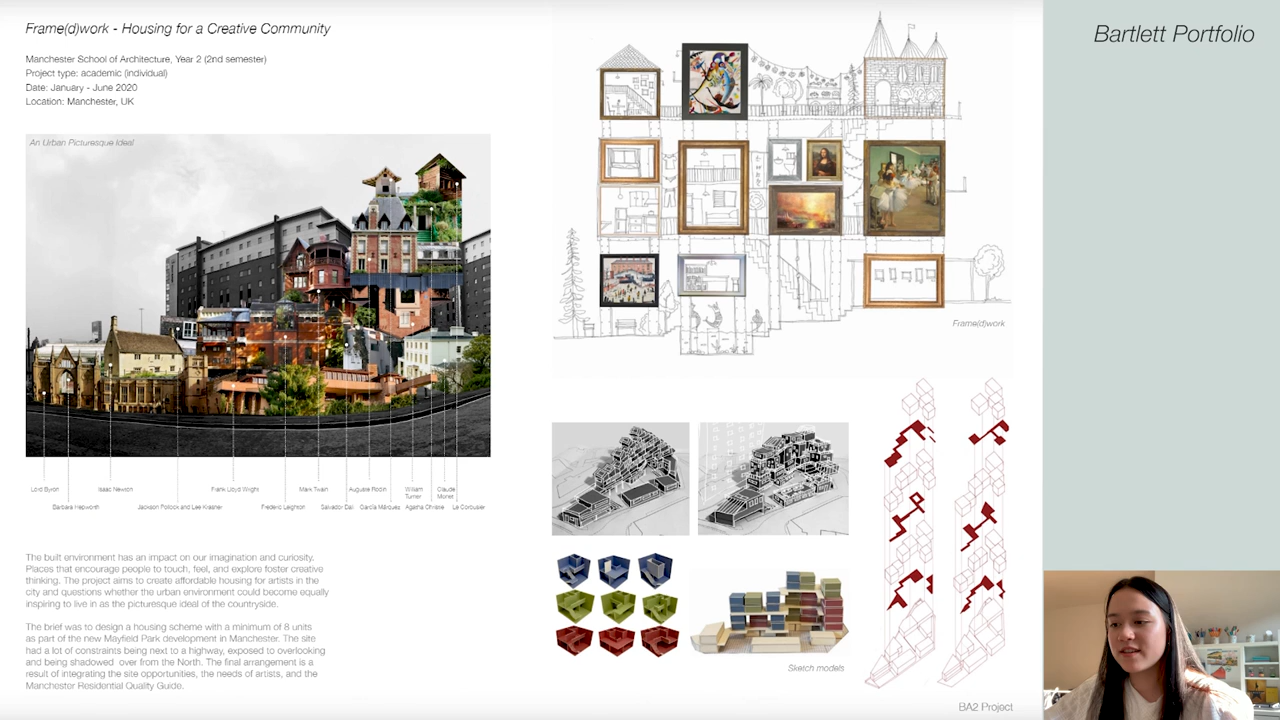 Frame(d)work - Housing for a Creative Community
Manchester School of Architecture, Year 2 (2nd semester)
Project type: academic (individual)
Date: January - June 2020
Location: Manchester, UK
An Urban Picturesque Ideal
Lord Byron
Isaac Newton
Frank Lloyd Wright
Mark Twain
Auguste Rodin
William
Turner
Claude
Monet
Barbara Hepworth
Jackson Pollock and Lee Krasner
Frederic Leighton
Salvador Dalí
García Márquez
Agatha Christie
Le Corbusier
The built environment has an impact on our imagination and curiosity.
Places that encourage people to touch, feel, and explore foster creative
thinking. The project aims to create affordable housing for artists in the
city and questions whether the urban environment could become equally
inspiring to live in as the picturesque ideal of the countryside.
The brief was to design a housing scheme with a minimum of 8 units
as part of the new Mayfield Park development in Manchester. The site
had a lot of constraints being next to a highway, exposed to overlooking
and being shadowed over from the North. The final arrangement is a
result of integrating the site opportunities, the needs of artists, and the
Manchester Residential Quality Guide.
Frame(d)work
Sketch models
BA2 Project
Bartlett Portfolio